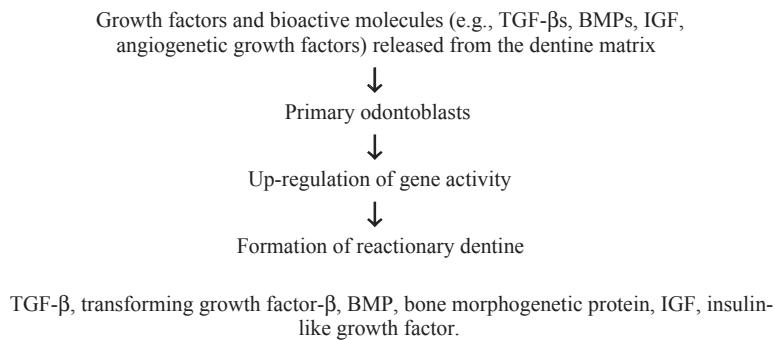 Growth factors and bioactive molecules (e.g., TGF-βs, BMPs, IGF,
angiogenetic growth factors) released from the dentine matrix
↓
Primary odontoblasts
↓
Up-regulation of gene activity
↓
Formation of reactionary dentine
TGF-β, transforming growth factor-β, BMP, bone morphogenetic protein, IGF, insulin-
like growth factor.